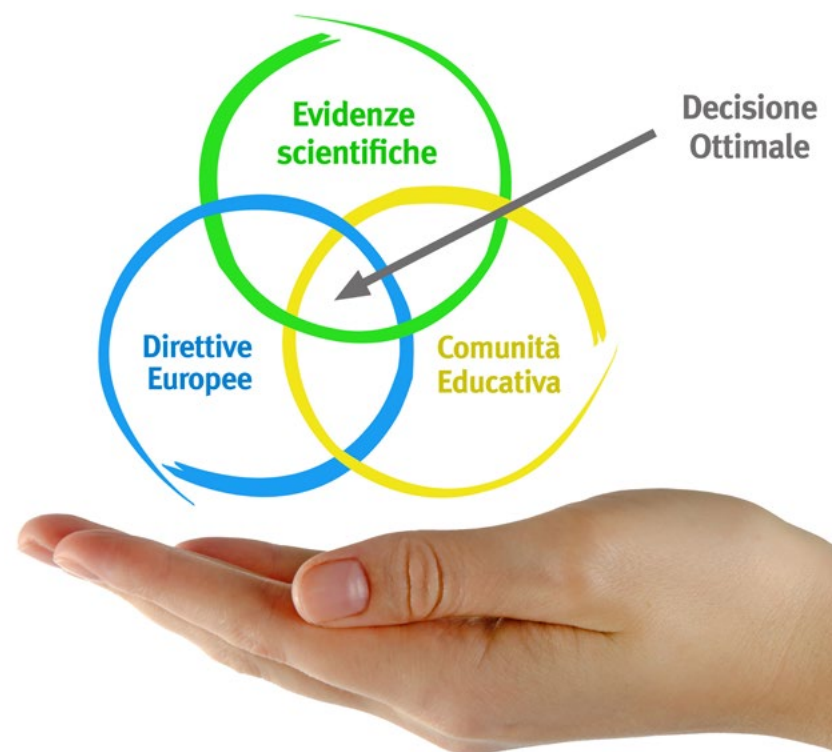 Evidenze
scientifiche
Decisione
Ottimale
Direttive
Europee
Comunità
Educativa